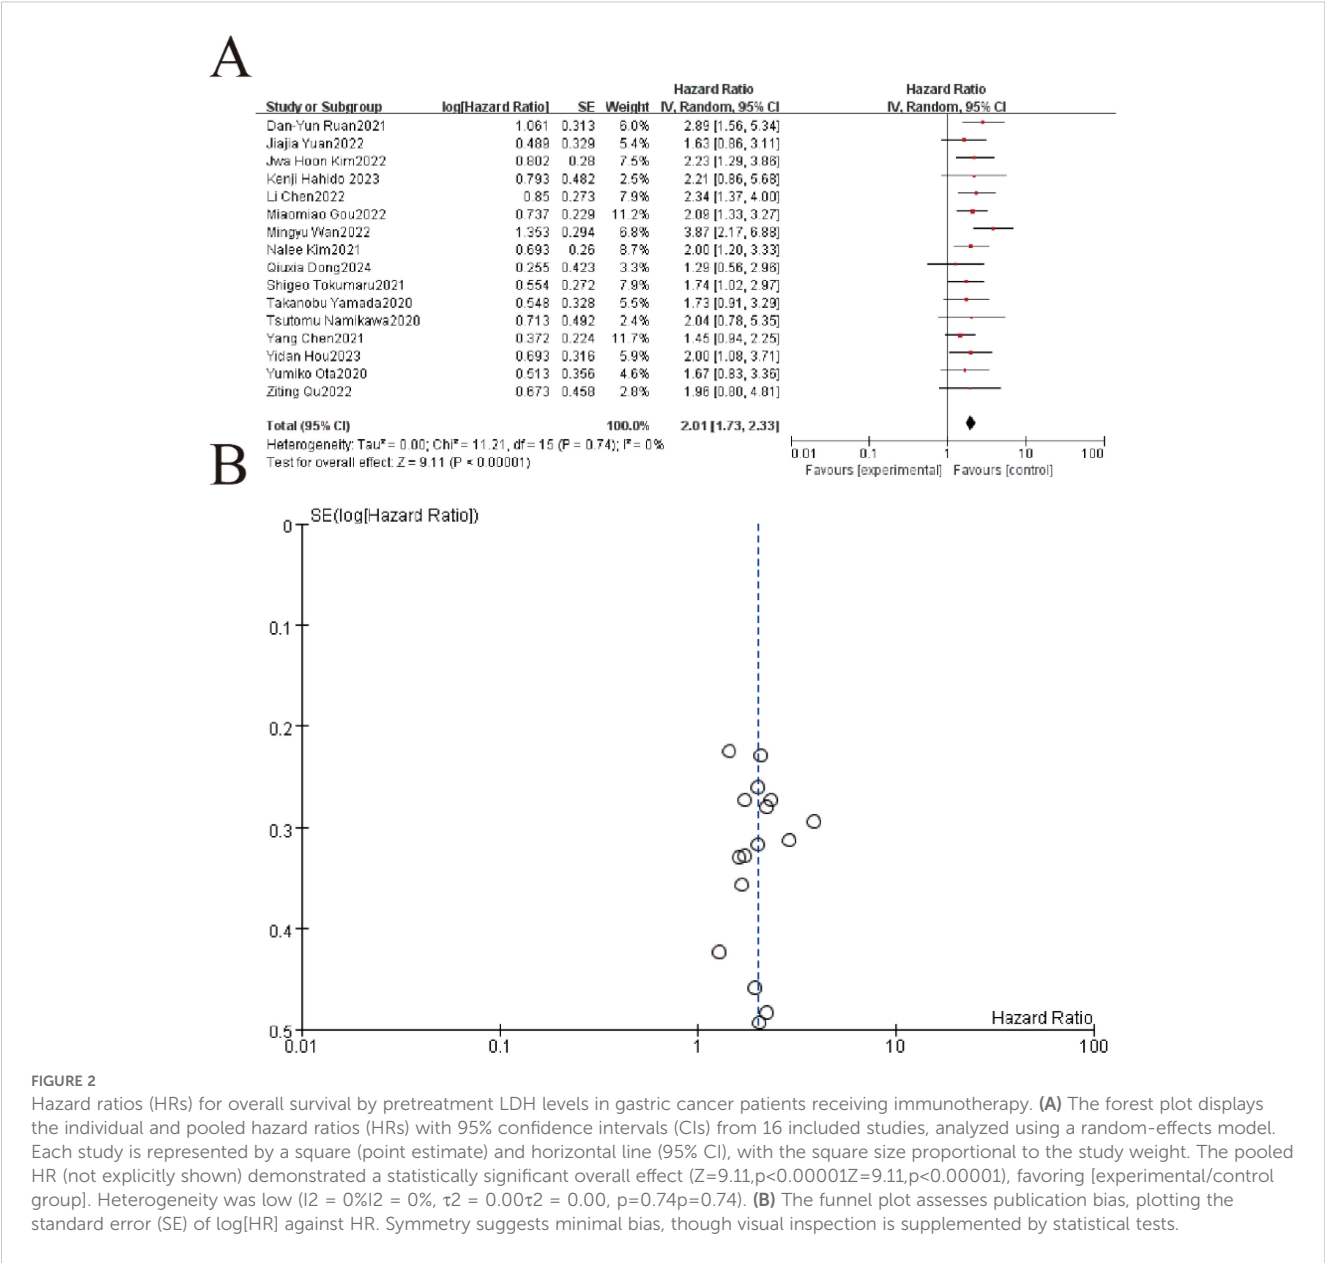 A
Hazard Ratio Hazard Ratio
Study or Subgroup log[Hazard Ratio] SE Weight IV, Random, 95% CI IV, Random, 95% CI
Dan-Yun Ruan2021 1.061 0.313 6.0% 2.89 [1.56, 5.34]
Jiajia Yuan2022 0.489 0.329 5.4% 1.63 [0.86, 3.11]
Jwa Hoon Kim2022 0.802 0.28 7.5% 2.23 [1.29, 3.86]
Kenji Hahido 2023 0.793 0.482 2.5% 2.21 [0.86, 5.68]
Li Chen2022 0.85 0.273 7.9% 2.34 [1.37, 4.00]
Miaomiao Gou2022 0.737 0.229 11.2% 2.09 [1.33, 3.27]
Mingyu Wan2022 1.353 0.294 6.8% 3.87 [2.17, 6.88]
Nalee Kim2021 0.693 0.26 8.7% 2.00 [1.20, 3.33]
Qiuxia Dong2024 0.255 0.423 3.3% 1.29 [0.56, 2.96]
Shigeo Tokumaru2021 0.554 0.272 7.9% 1.74 [1.02, 2.97]
Takanobu Yamada2020 0.548 0.328 5.5% 1.73 [0.91, 3.29]
Tsutomu Namikawa2020 0.713 0.492 2.4% 2.04 [0.78, 5.35]
Yang Chen2021 0.372 0.224 11.7% 1.45 [0.94, 2.25]
Yidan Hou2023 0.693 0.316 5.9% 2.00 [1.08, 3.71]
Yumiko Ota2020 0.513 0.356 4.6% 1.67 [0.83, 3.36]
Ziting Qu2022 0.673 0.458 2.8% 1.96 [0.80, 4.81]
Total (95% CI) 100.0% 2.01 [1.73, 2.33]
Heterogeneity: Tau² = 0.00; Chi² = 11.21, df = 15 (P = 0.74); I² = 0%
Test for overall effect: Z = 9.11 (P < 0.00001)
0.01 0.1 1 10 100
Favours [experimental] Favours [control]
B
SE(log[Hazard Ratio])
0
0.1
0.2
0.3
0.4
0.5
Hazard Ratio
0.01 0.1 1 10 100
FIGURE 2
Hazard ratios (HRs) for overall survival by pretreatment LDH levels in gastric cancer patients receiving immunotherapy. (A) The forest plot displays
the individual and pooled hazard ratios (HRs) with 95% confidence intervals (CIs) from 16 included studies, analyzed using a random-effects model.
Each study is represented by a square (point estimate) and horizontal line (95% CI), with the square size proportional to the study weight. The pooled
HR (not explicitly shown) demonstrated a statistically significant overall effect (Z=9.11,p<0.00001Z=9.11,p<0.00001), favoring [experimental/control
group]. Heterogeneity was low (I2 = 0%I2 = 0%, τ2 = 0.00τ2 = 0.00, p=0.74p=0.74). (B) The funnel plot assesses publication bias, plotting the
standard error (SE) of log[HR] against HR. Symmetry suggests minimal bias, though visual inspection is supplemented by statistical tests.